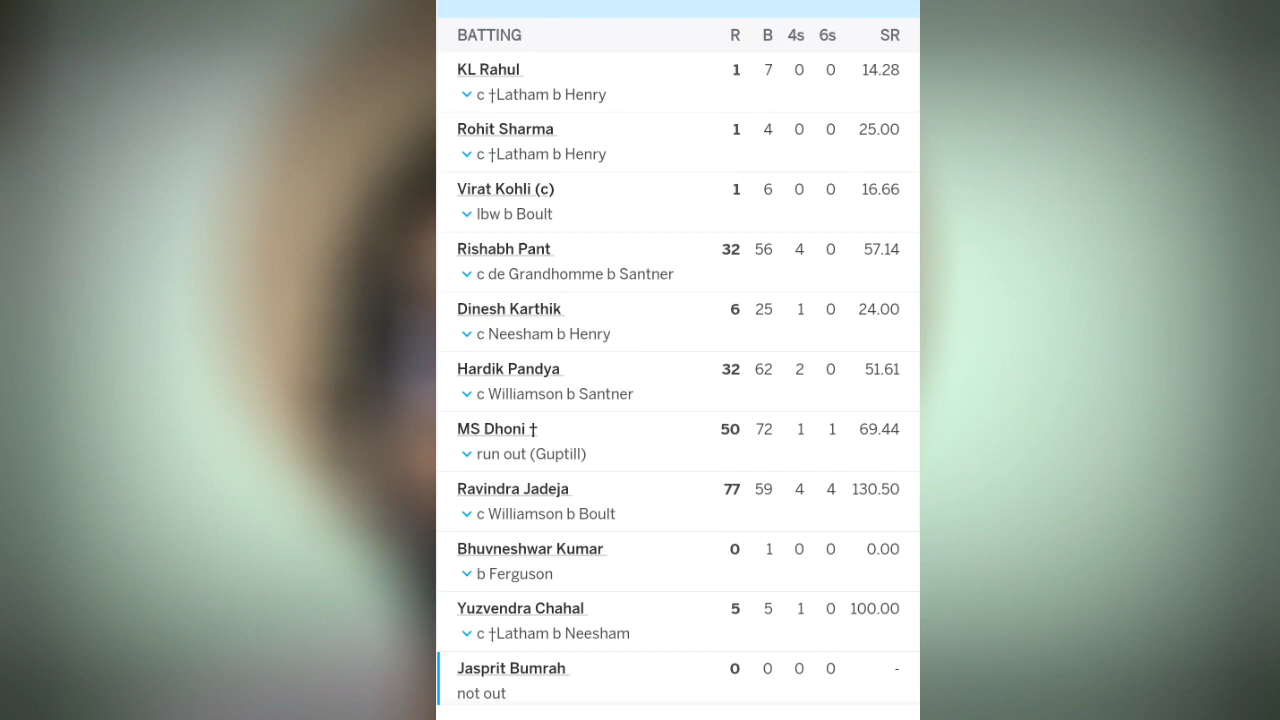 BATTING R B 4s 6s SR
KL Rahul 1 7 0 0 14.28
c †Latham b Henry
Rohit Sharma 1 4 0 0 25.00
c †Latham b Henry
Virat Kohli (c) 1 6 0 0 16.66
lbw b Boult
Rishabh Pant 32 56 4 0 57.14
c de Grandhomme b Santner
Dinesh Karthik 6 25 1 0 24.00
c Neesham b Henry
Hardik Pandya 32 62 2 0 51.61
c Williamson b Santner
MS Dhoni † 50 72 1 1 69.44
run out (Guptill)
Ravindra Jadeja 77 59 4 4 130.50
c Williamson b Boult
Bhuvneshwar Kumar 0 1 0 0 0.00
b Ferguson
Yuzvendra Chahal 5 5 1 0 100.00
c †Latham b Neesham
Jasprit Bumrah 0 0 0 0 -
not out